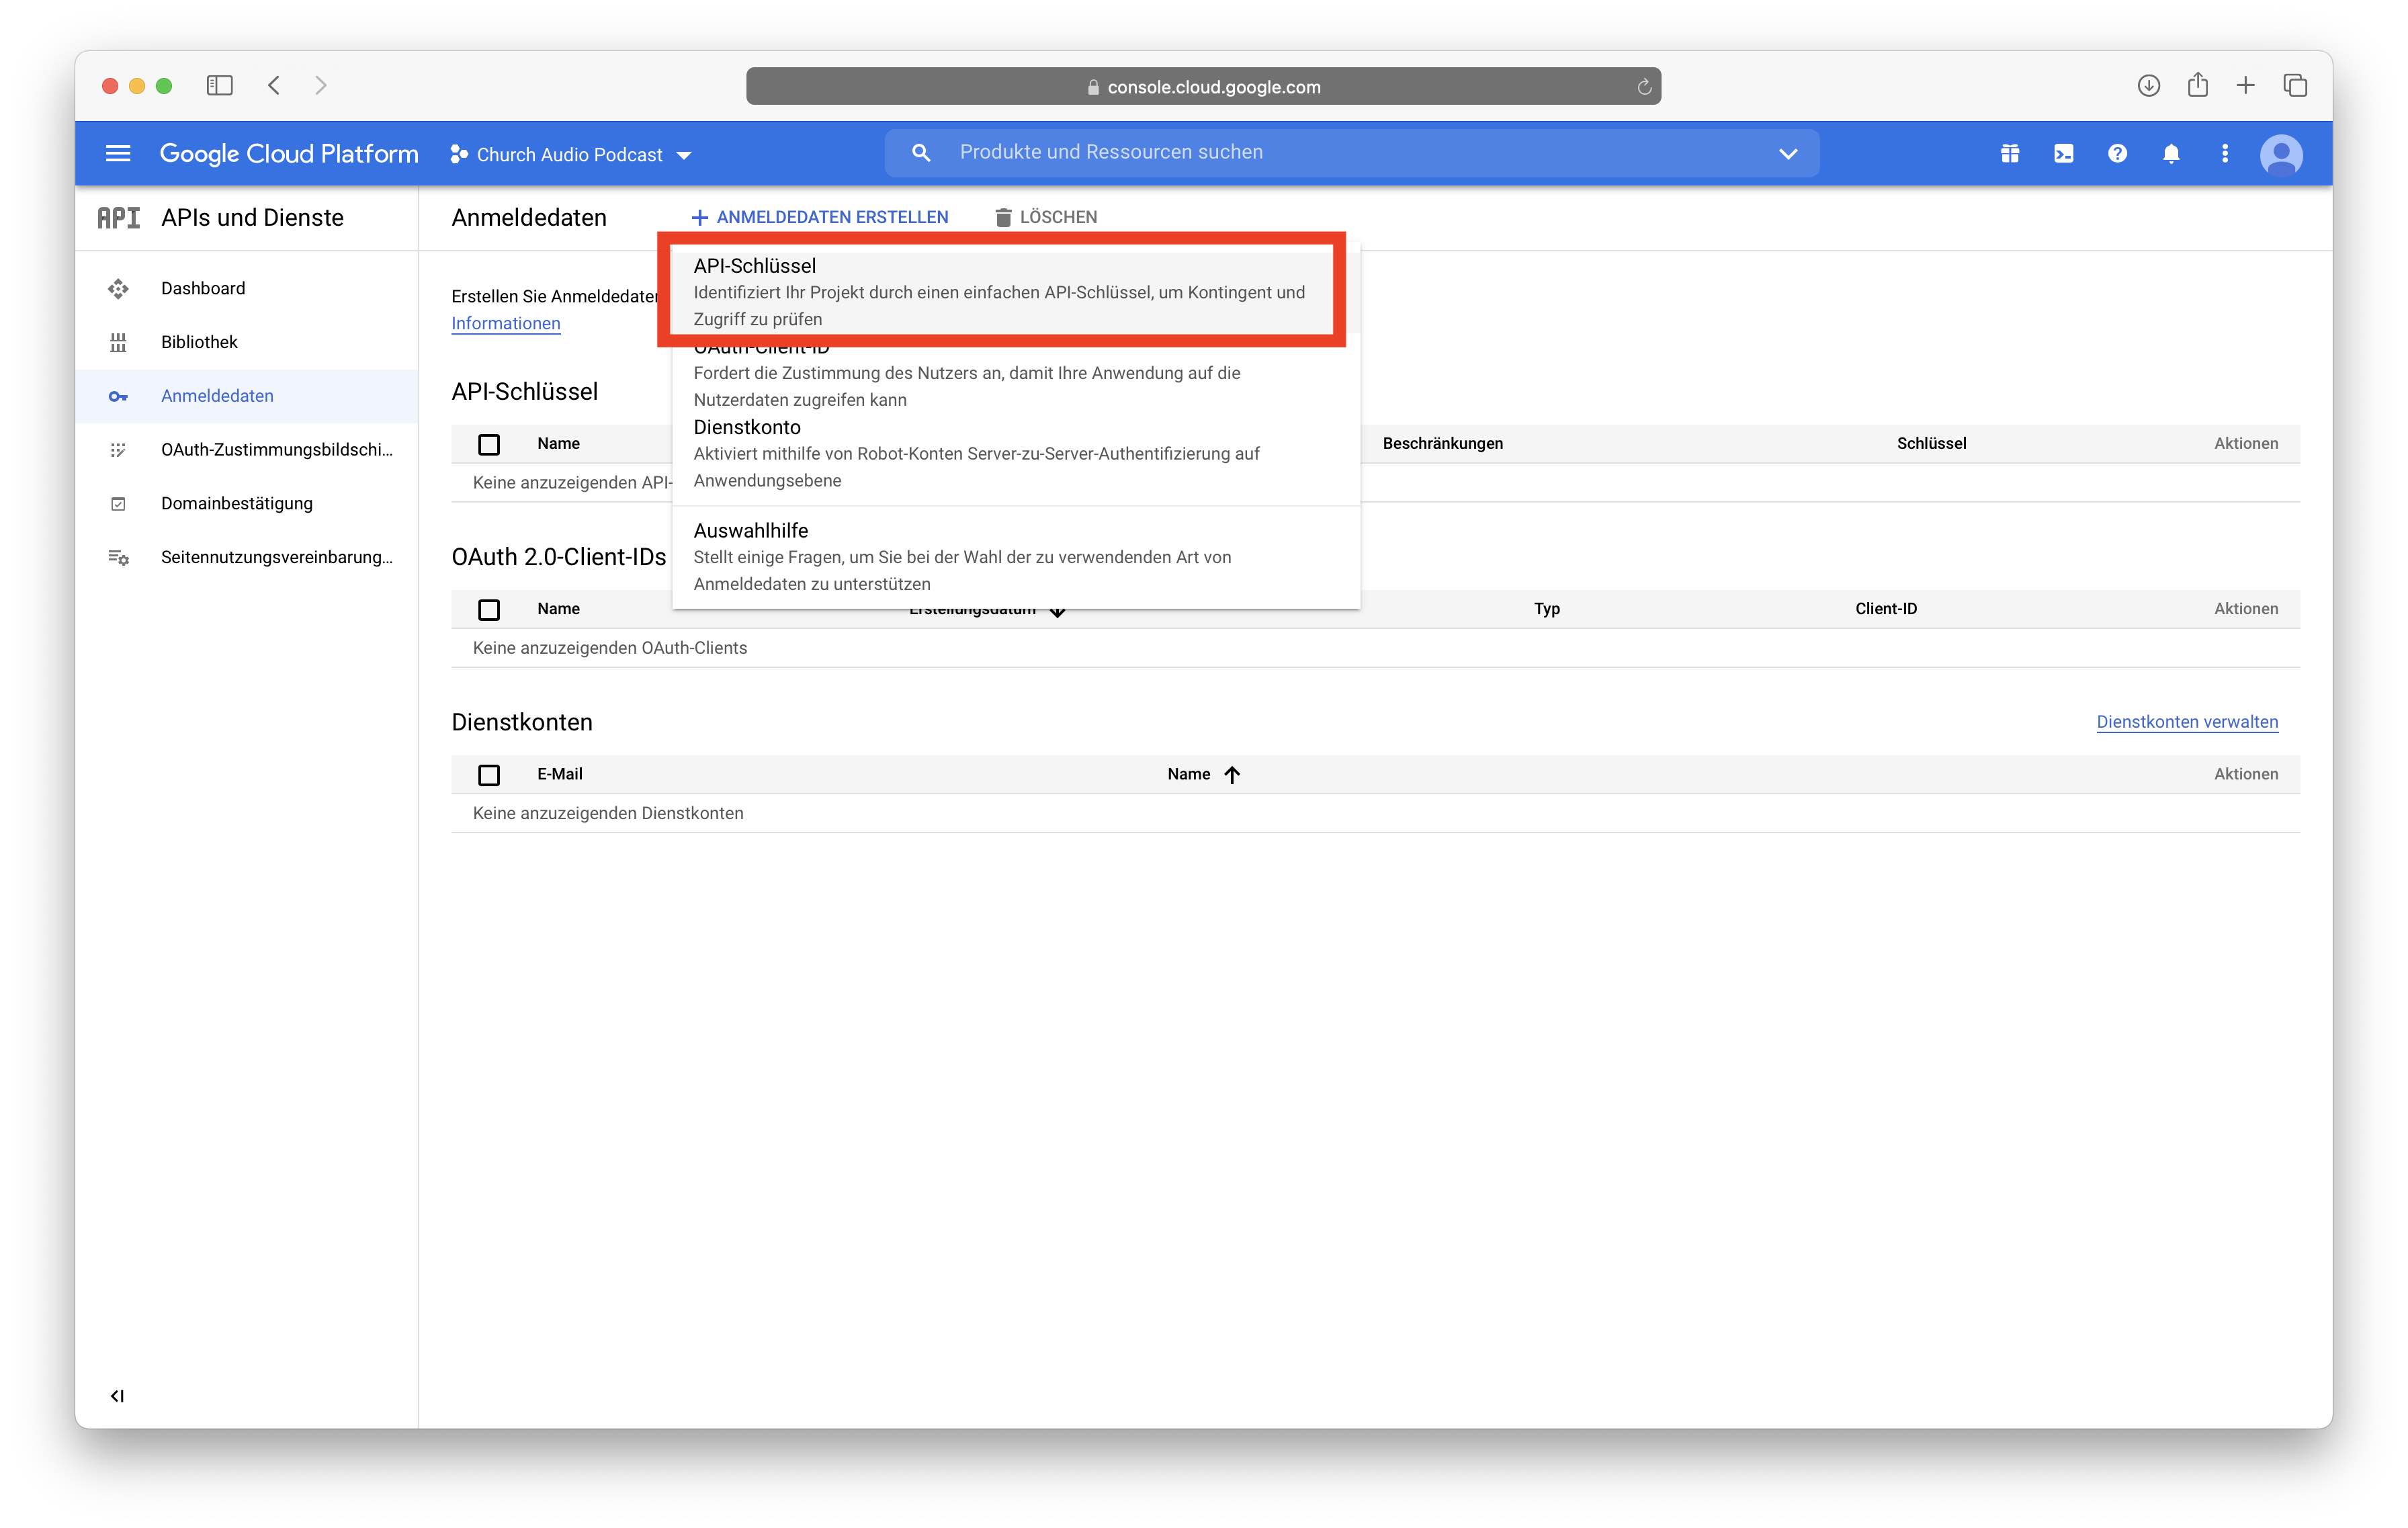 console.cloud.google.com
Google Cloud Platform
Church Audio Podcast
Produkte und Ressourcen suchen
API
APIs und Dienste
Anmeldedaten
ANMELDEDATEN ERSTELLEN
LÖSCHEN
Dashboard
Bibliothek
Anmeldedaten
OAuth-Zustimmungsbildschi...
Domainbestätigung
Seitennutzungsvereinbarung...
Erstellen Sie Anmeldedaten
Informationen
API-Schlüssel
Identifiziert Ihr Projekt durch einen einfachen API-Schlüssel, um Kontingent und
Zugriff zu prüfen
OAuth-Client-ID
Fordert die Zustimmung des Nutzers an, damit Ihre Anwendung auf die
Nutzerdaten zugreifen kann
Dienstkonto
Aktiviert mithilfe von Robot-Konten Server-zu-Server-Authentifizierung auf
Anwendungsebene
Auswahlhilfe
Stellt einige Fragen, um Sie bei der Wahl der zu verwendenden Art von
Anmeldedaten zu unterstützen
API-Schlüssel
Name Beschränkungen Schlüssel Aktionen
Keine anzuzeigenden API-
OAuth 2.0-Client-IDs
Name Erstellungsdatum Typ Client-ID Aktionen
Keine anzuzeigenden OAuth-Clients
Dienstkonten
Dienstkonten verwalten
E-Mail Name Aktionen
Keine anzuzeigenden Dienstkonten